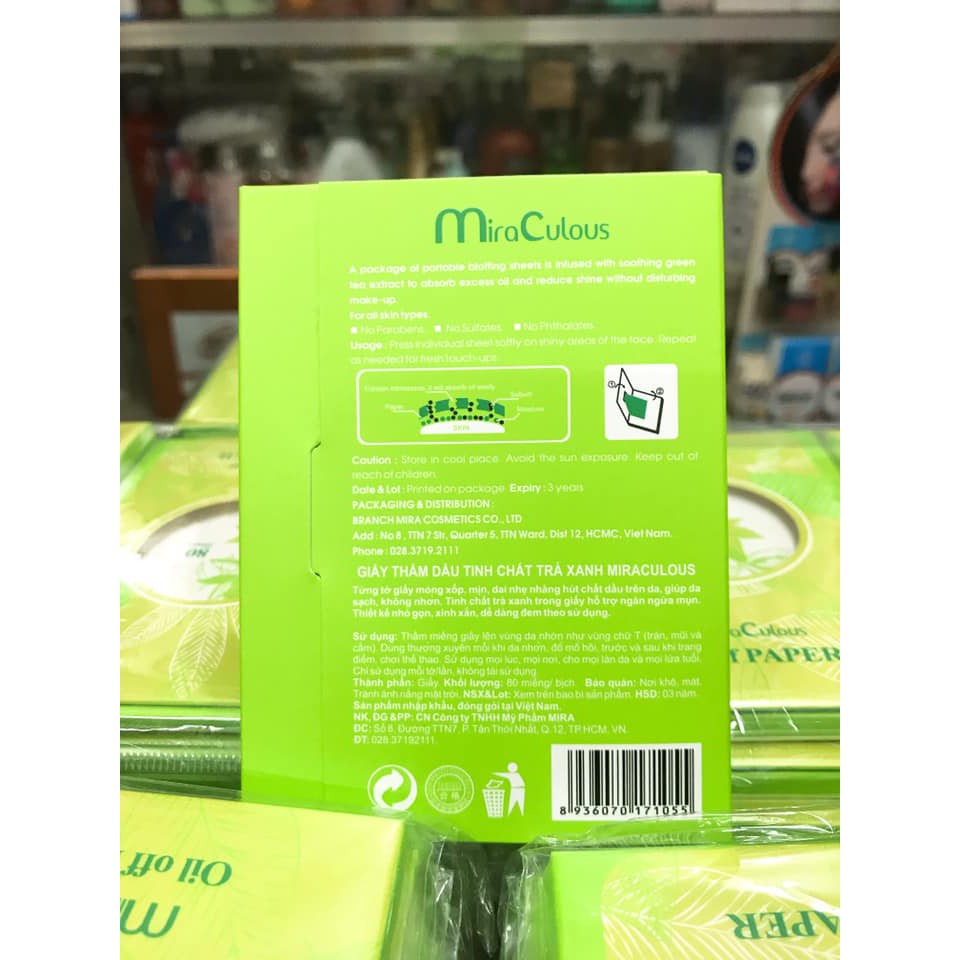 miraCulous
A package of portable blotting sheets is infused with soothing green
tea extract to absorb excess oil and reduce shine without disturbing
make-up.
For all skin types.
No Parabens. No Sulfates No Phthalates
Usage : Press individual sheet softly on shiny areas of the face. Repeat
as needed for fresh touch-ups.
Paper
Moisture
SKIN
1
2
Caution : Store in cool place. Avoid the sun exposure. Keep out of
reach of children.
Date & Lot : Printed on package. Expiry : 3 years
PACKAGING & DISTRIBUTION :
BRANCH MIRA COSMETICS CO., LTD
Add : No 8 , TTN 7 Str, Quarter 5, TTN Ward, Dist 12, HCMC, Viet Nam.
Phone : 028.3719.2111
GIẤY THẤM DẦU TINH CHẤT TRÀ XANH MIRACULOUS
Từng tờ giấy mỏng xốp, mịn, dai nhẹ nhàng hút chất dầu trên da, giúp da
sạch, không nhờn. Tinh chất trà xanh trong giấy hỗ trợ ngăn ngừa mụn.
Thiết kế nhỏ gọn, xinh xắn, dễ dàng đem theo sử dụng.
Sử dụng: Thấm miếng giấy lên vùng da nhờn như vùng chữ T (trán, mũi và
cằm). Dùng thường xuyên mỗi khi da nhờn, đổ mồ hôi, trước và sau khi trang
điểm, chơi thể thao. Sử dụng mọi lúc, mọi nơi, cho mọi làn da và mọi lứa tuổi.
Chỉ sử dụng mỗi tờ/lần, không tái sử dụng.
Thành phần: Giấy. Khối lượng: 60 miếng/ bịch. Bảo quản: Nơi khô, mát.
Tránh ánh nắng mặt trời. NSX&Lot: Xem trên bao bì sản phẩm. HSD: 03 năm.
Sản phẩm nhập khẩu, đóng gói tại Việt Nam.
NK, ĐG &PP: CN Công ty TNHH Mỹ Phẩm MIRA
ĐC: Số 8, Đường TTN7, P. Tân Thới Nhất, Q.12, TP.HCM, VN.
ĐT: 028.37192111.
8 936070 171055
NIVEA
raCulous
PAPER
Oil off
mi
APER